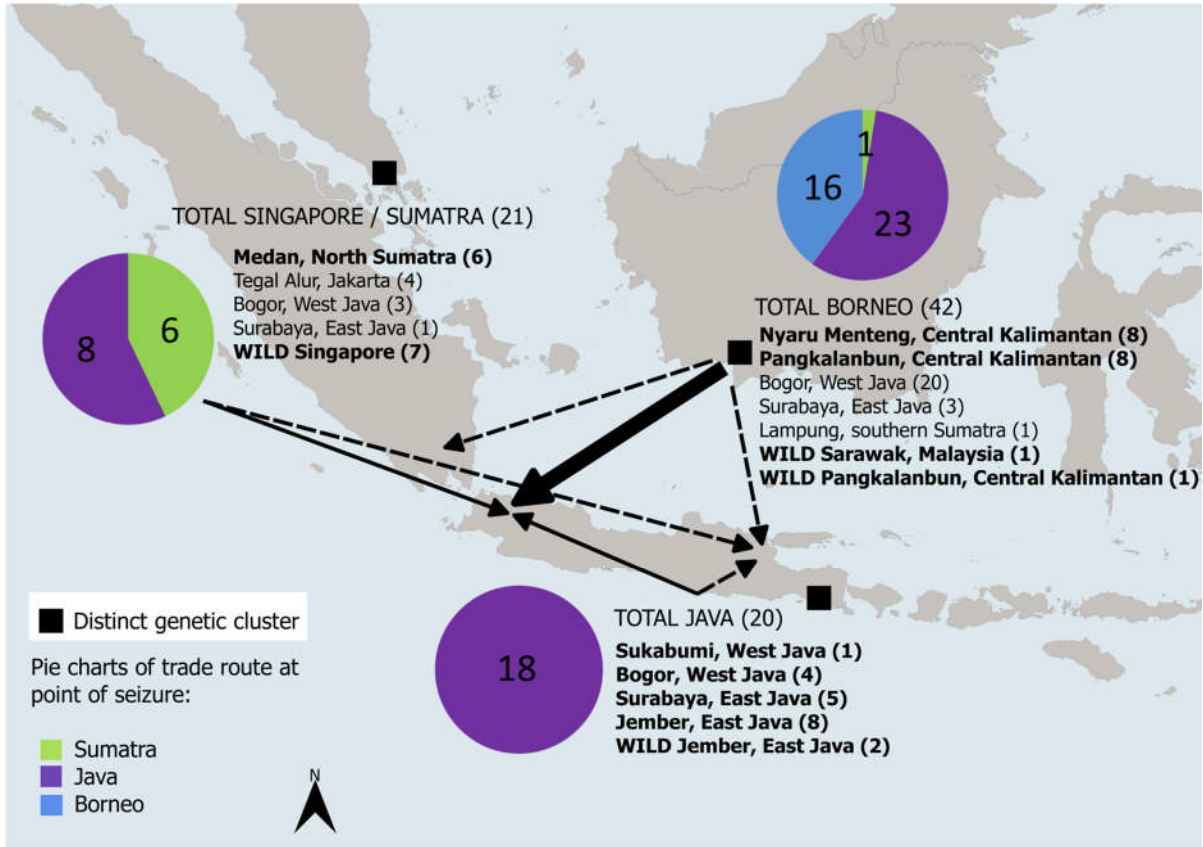 TOTAL SINGAPORE / SUMATRA (21)
Medan, North Sumatra (6)
Tegal Alur, Jakarta (4)
Bogor, West Java (3)
Surabaya, East Java (1)
WILD Singapore (7)
8
6
1
16
23
TOTAL BORNEO (42)
Nyaru Menteng, Central Kalimantan (8)
Pangkalanbun, Central Kalimantan (8)
Bogor, West Java (20)
Surabaya, East Java (3)
Lampung, southern Sumatra (1)
WILD Sarawak, Malaysia (1)
WILD Pangkalanbun, Central Kalimantan (1)
18
TOTAL JAVA (20)
Sukabumi, West Java (1)
Bogor, West Java (4)
Surabaya, East Java (5)
Jember, East Java (8)
WILD Jember, East Java (2)
Distinct genetic cluster
Pie charts of trade route at
point of seizure:
Sumatra
Java
Borneo
N